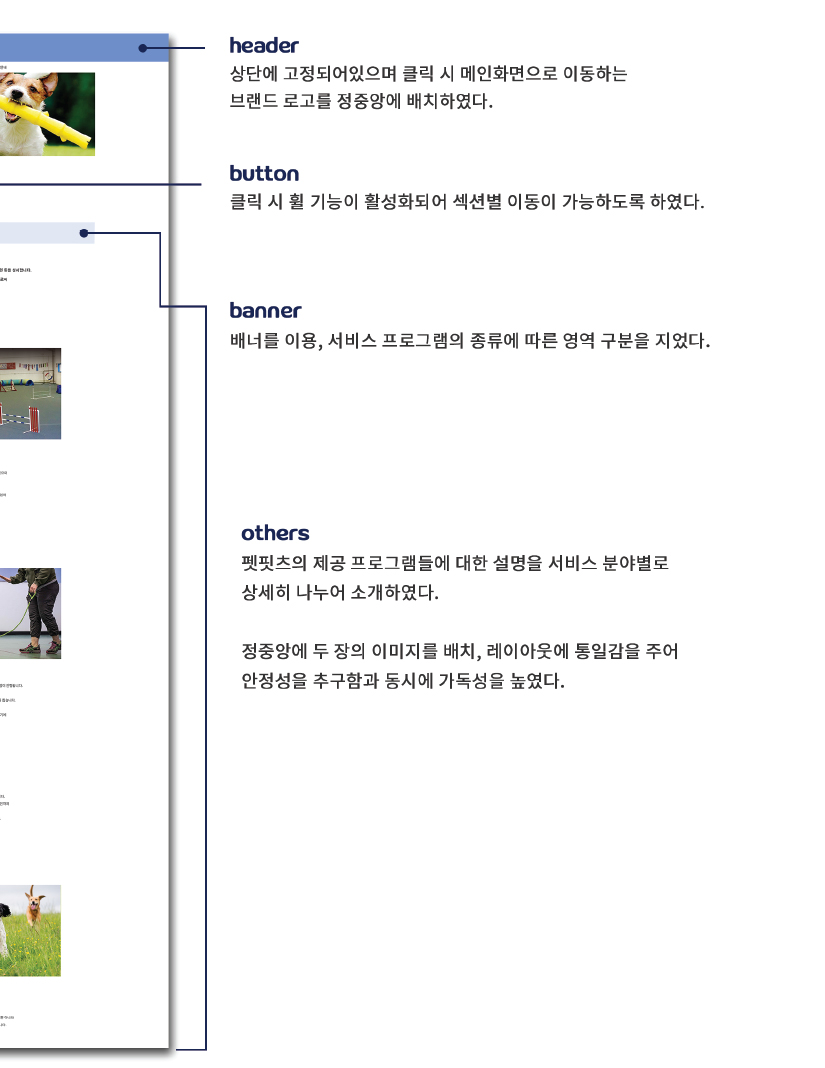 header
상단에 고정되어있으며 클릭 시 메인화면으로 이동하는
브랜드 로고를 정중앙에 배치하였다.
button
클릭 시 휠 기능이 활성화되어 섹션별 이동이 가능하도록 하였다.
banner
배너를 이용, 서비스 프로그램의 종류에 따른 영역 구분을 지었다.
others
펫핏츠의 제공 프로그램들에 대한 설명을 서비스 분야별로
상세히 나누어 소개하였다.
정중앙에 두 장의 이미지를 배치, 레이아웃에 통일감을 주어
안정성을 추구함과 동시에 가독성을 높였다.